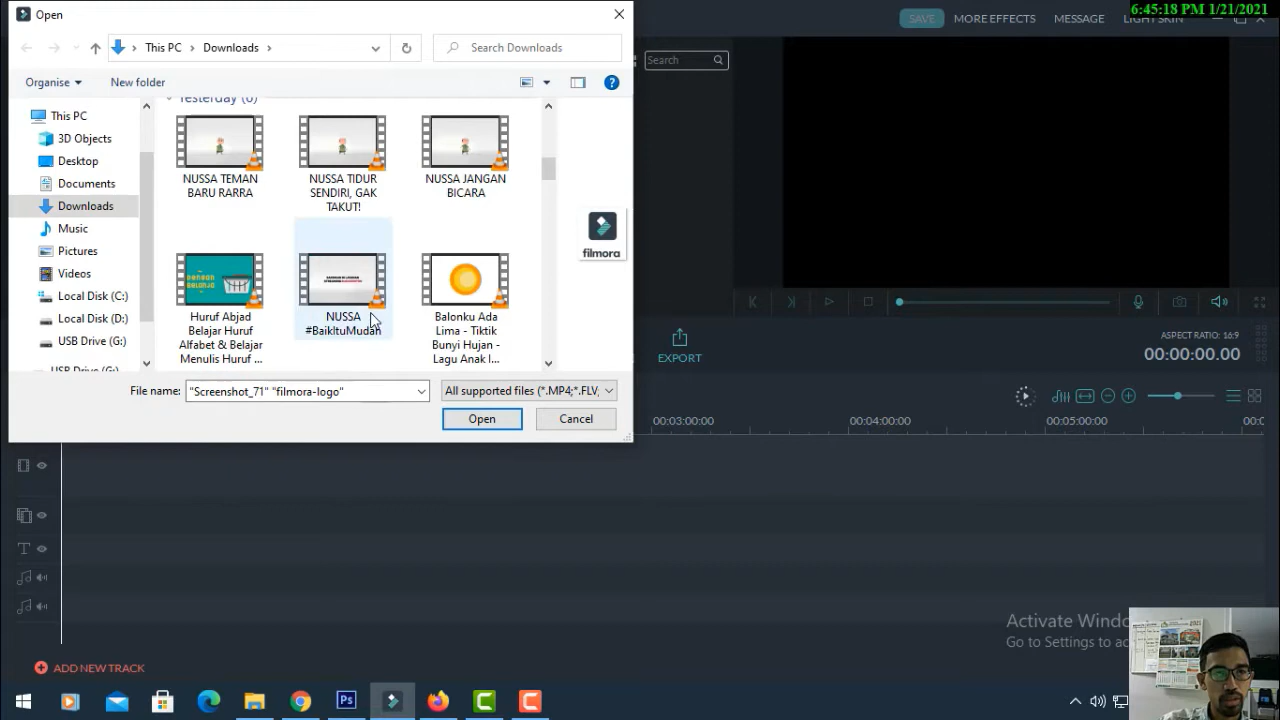 Open
6:45:18 PM 1/21/2021
SAVE
MORE EFFECTS
MESSAGE
LIGHT SKIN
This PC
Downloads
Search Downloads
Search
Organise
New folder
Yesterday (6)
This PC
3D Objects
Desktop
Documents
Downloads
Music
Pictures
Videos
Local Disk (C:)
Local Disk (D:)
USB Drive (G:)
USB Drive (G:)
NUSSA TEMAN
BARU RARRA
NUSSA TIDUR
SENDIRI, GAK
TAKUT!
NUSSA JANGAN
BICARA
Huruf Abjad
Belajar Huruf
Alfabet & Belajar
Menulis Huruf ...
NUSSA
#BaikItuMudah
Balonku Ada
Lima - Tiktik
Bunyi Hujan -
Lagu Anak I...
filmora
File name:
"Screenshot_71" "filmora-logo"
All supported files (*.MP4;*.FLV;
Open
Cancel
EXPORT
ASPECT RATIO: 16:9
00:00:00.00
00:03:00:00
00:04:00:00
00:05:00:00
ADD NEW TRACK
Activate Windo
Go to Settings to ac
Ps